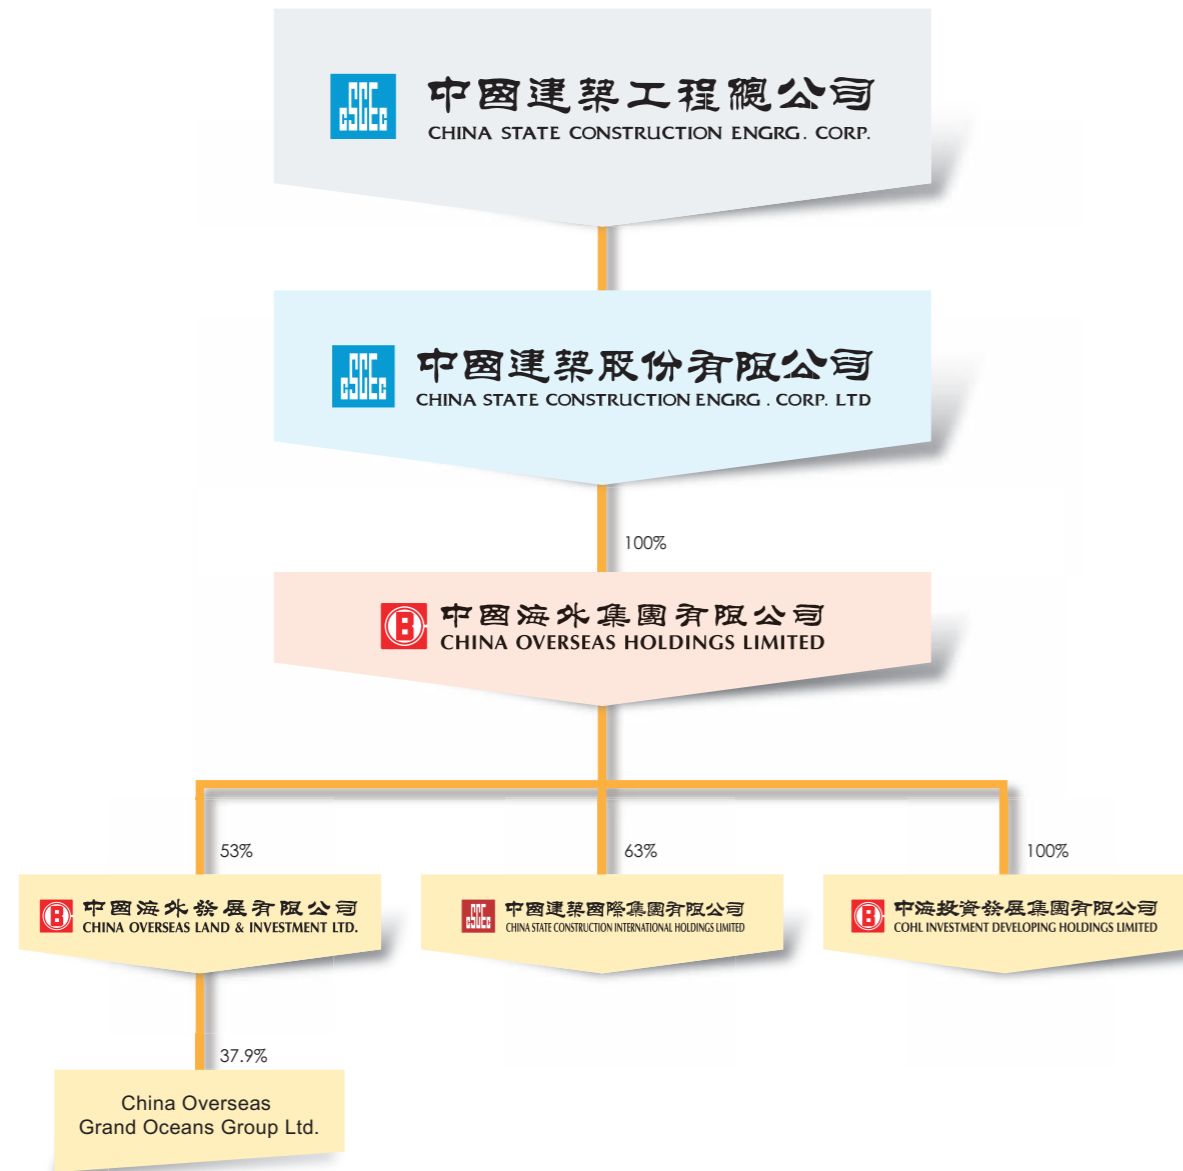 CSCEC
中國建築工程總公司
CHINA STATE CONSTRUCTION ENGRG. CORP.
CSCEC
中國建築股份有限公司
CHINA STATE CONSTRUCTION ENGRG . CORP. LTD
100%
中國海外集團有限公司
CHINA OVERSEAS HOLDINGS LIMITED
53%
63%
100%
中國海外發展有限公司
CHINA OVERSEAS LAND & INVESTMENT LTD.
中國建築國際集團有限公司
CHINA STATE CONSTRUCTION INTERNATIONAL HOLDINGS LIMITED
中海投資發展集團有限公司
COHL INVESTMENT DEVELOPING HOLDINGS LIMITED
37.9%
China Overseas
Grand Oceans Group Ltd.